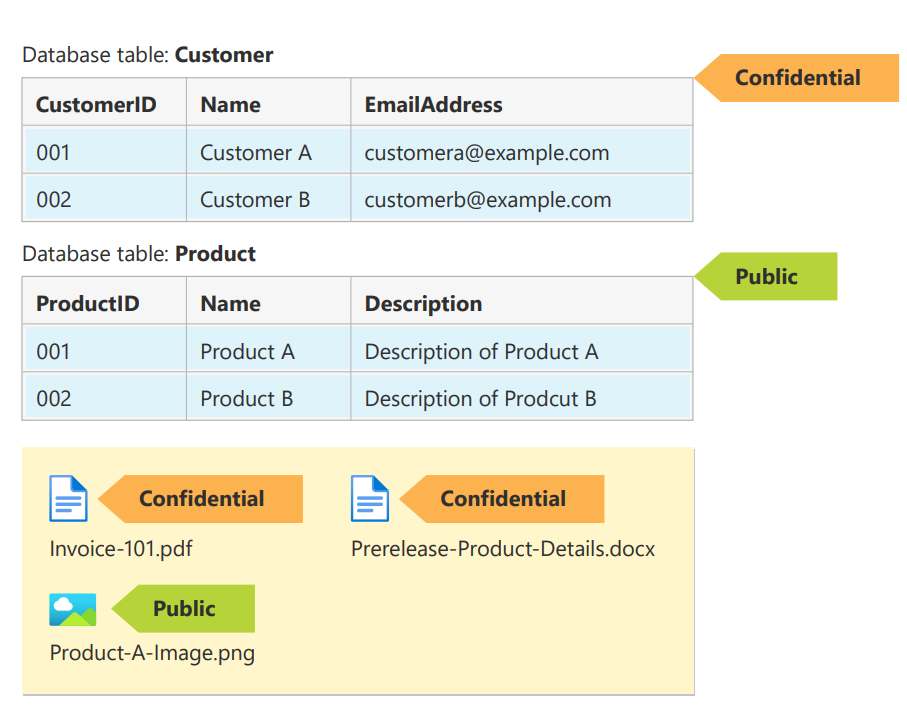 Database table: Customer
Confidential
CustomerID Name EmailAddress
001 Customer A customera@example.com
002 Customer B customerb@example.com
Database table: Product
Public
ProductID Name Description
001 Product A Description of Product A
002 Product B Description of Prodcut B
Confidential Confidential
Invoice-101.pdf Prerelease-Product-Details.docx
Public
Product-A-Image.png